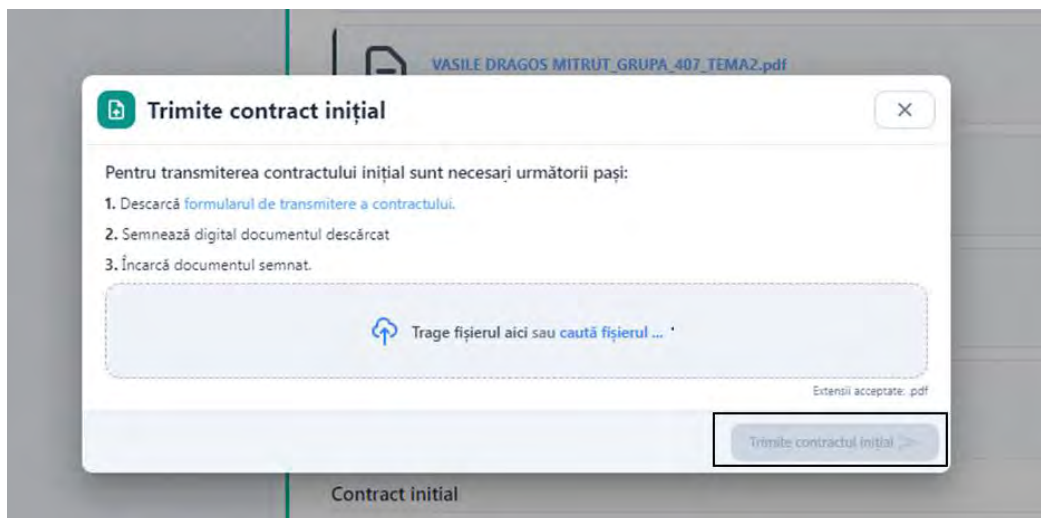 VASILE DRAGOS MITRUT_GRUPA_407_TEMA2.pdf
Trimite contract inițial
Pentru transmiterea contractului inițial sunt necesari următorii pași:
1. Descarcă formularul de transmitere a contractului.
2. Semnează digital documentul descărcat
3. Încarcă documentul semnat.
Trage fișierul aici sau caută fișierul ...
Extensii acceptate: .pdf
Trimite contractul inițial
Contract initial